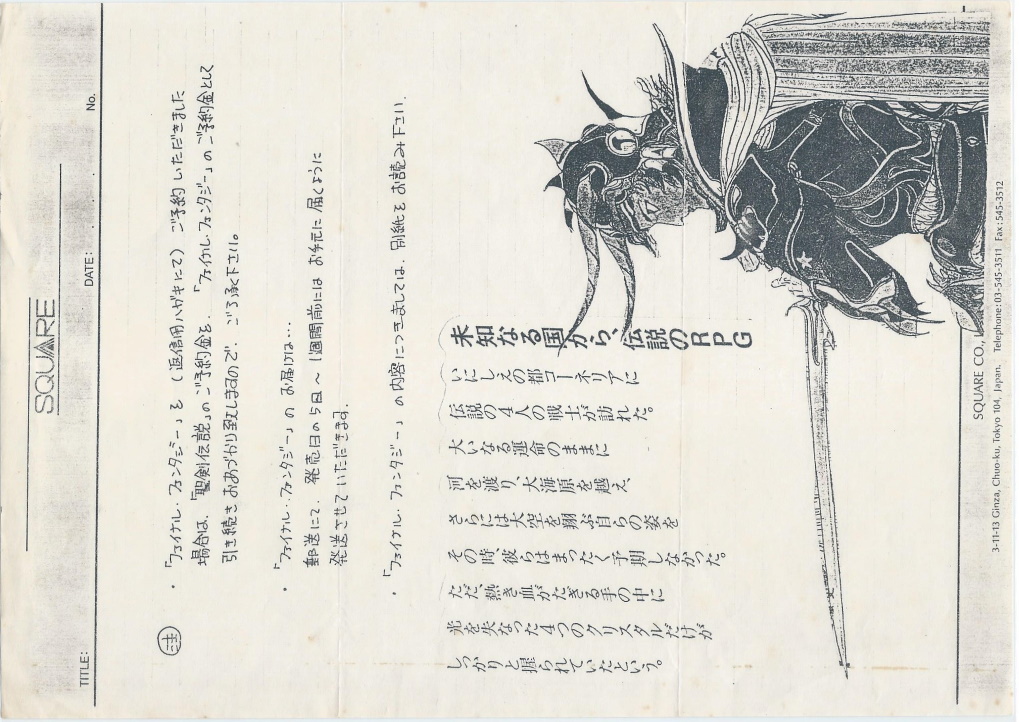 SQUARE
TITLE:
DATE:
No.
注
・「ファイナル・ファンタジー」を（返信用ハガキにて）ご予約いただきました
場合は、「聖剣伝説」のご予約金を、「ファイナル・ファンタジー」のご予約金として
引き続きおあづかり致しますので、ご了承下さい。
・「ファイナル・ファンタジー」のお届けは…
郵送にて、発売日の5日〜1週間前にはお手元に届くように
発送させていただきます。
・「ファイナル・ファンタジー」の内容につきましては、別紙をお読み下さい。
未知なる国から、伝説のRPG
いにしえの都コーネリアに
伝説の4人の戦士が訪れた。
大いなる運命のままに
河を渡り、大海原を越え、
さらには大空を翔ぶ自らの姿を
その時、彼らはまったく予期しなかった。
ただ、熱き血がたぎる手の中に
光を失なった4つのクリスタルだけが
しっかりと握られていたという。
SQUARE CO.,
3-11-13 Ginza, Chuo-ku, Tokyo 104, Japan. Telephone: 03-545-3511 Fax: 545-3512